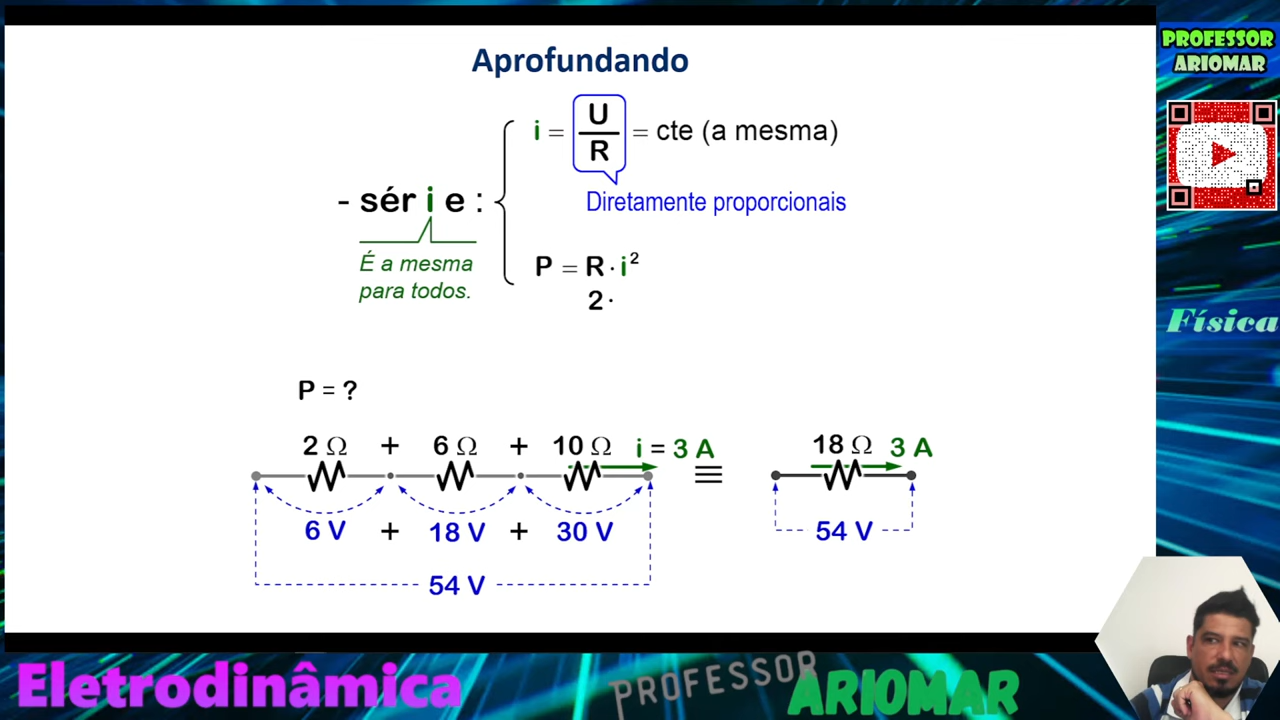 Aprofundando
PROFESSOR
ARIOMAR
i = U/R = cte (a mesma)
Diretamente proporcionais
- série:
É a mesma
para todos.
P = R · i²
2 ·
Física
P = ?
2 Ω + 6 Ω + 10 Ω i = 3 A
≡
18 Ω 3 A
6 V + 18 V + 30 V
54 V
54 V
Eletrodinâmica
PROFESSOR
ARIOMAR